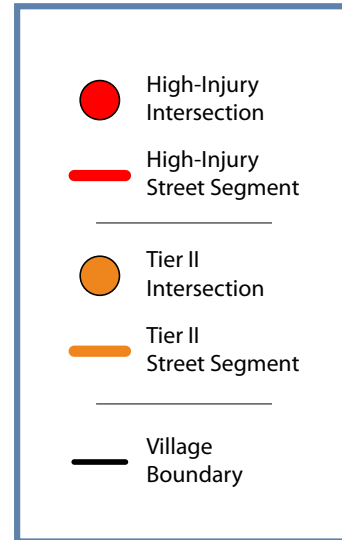 High-Injury
Intersection
High-Injury
Street Segment
Tier II
Intersection
Tier II
Street Segment
Village
Boundary